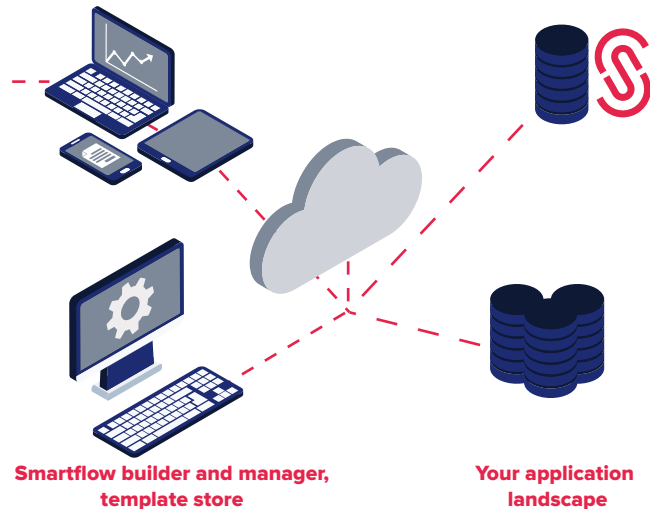 Smartflow builder and manager,
template store
Your application
landscape